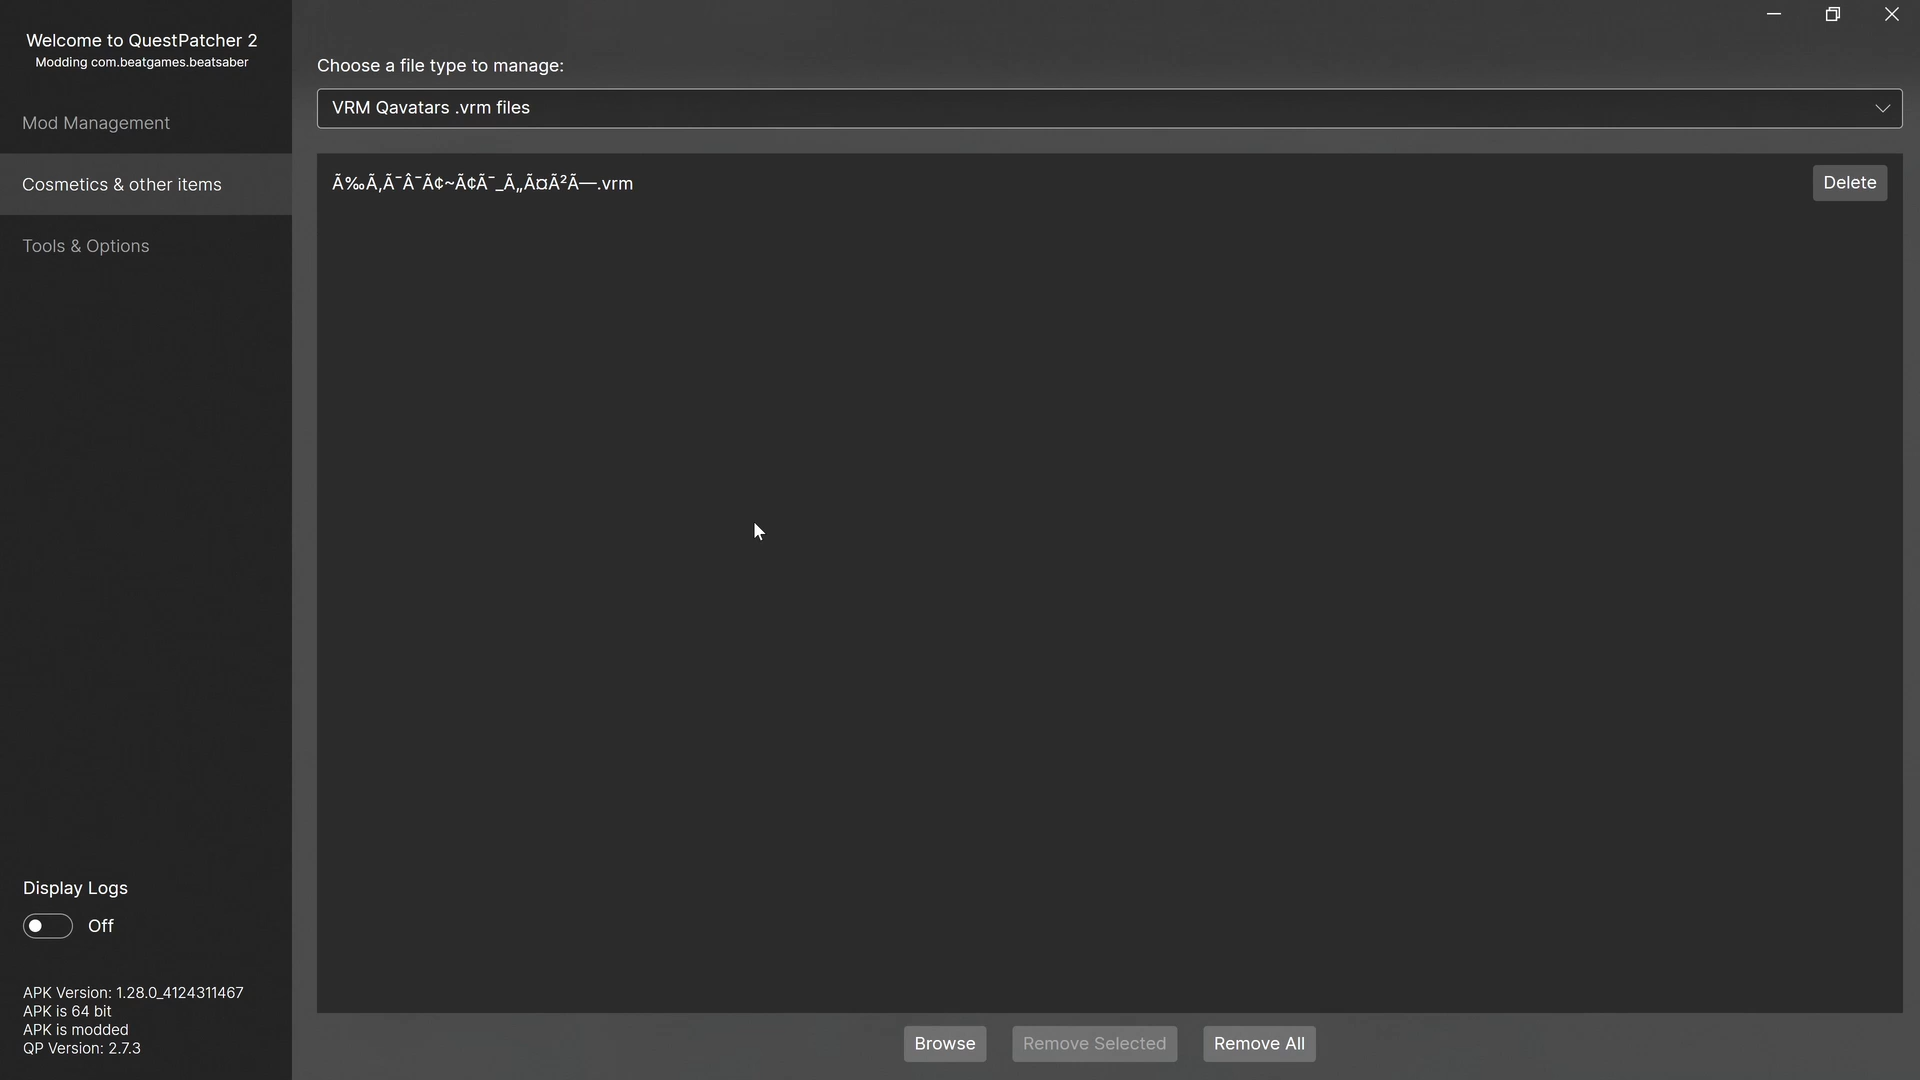 Welcome to QuestPatcher 2
Modding com.beatgames.beatsaber
Mod Management
Cosmetics & other items
Tools & Options
Choose a file type to manage:
VRM Qavatars .vrm files
Ã‰Ã‚Ã¯Â¯Ã¢~Ã¢Ã¯_Ã„Ã¤Ã²Ã—.vrm
Delete
Display Logs
Off
APK Version: 1.28.0_4124311467
APK is 64 bit
APK is modded
QP Version: 2.7.3
Browse
Remove Selected
Remove All